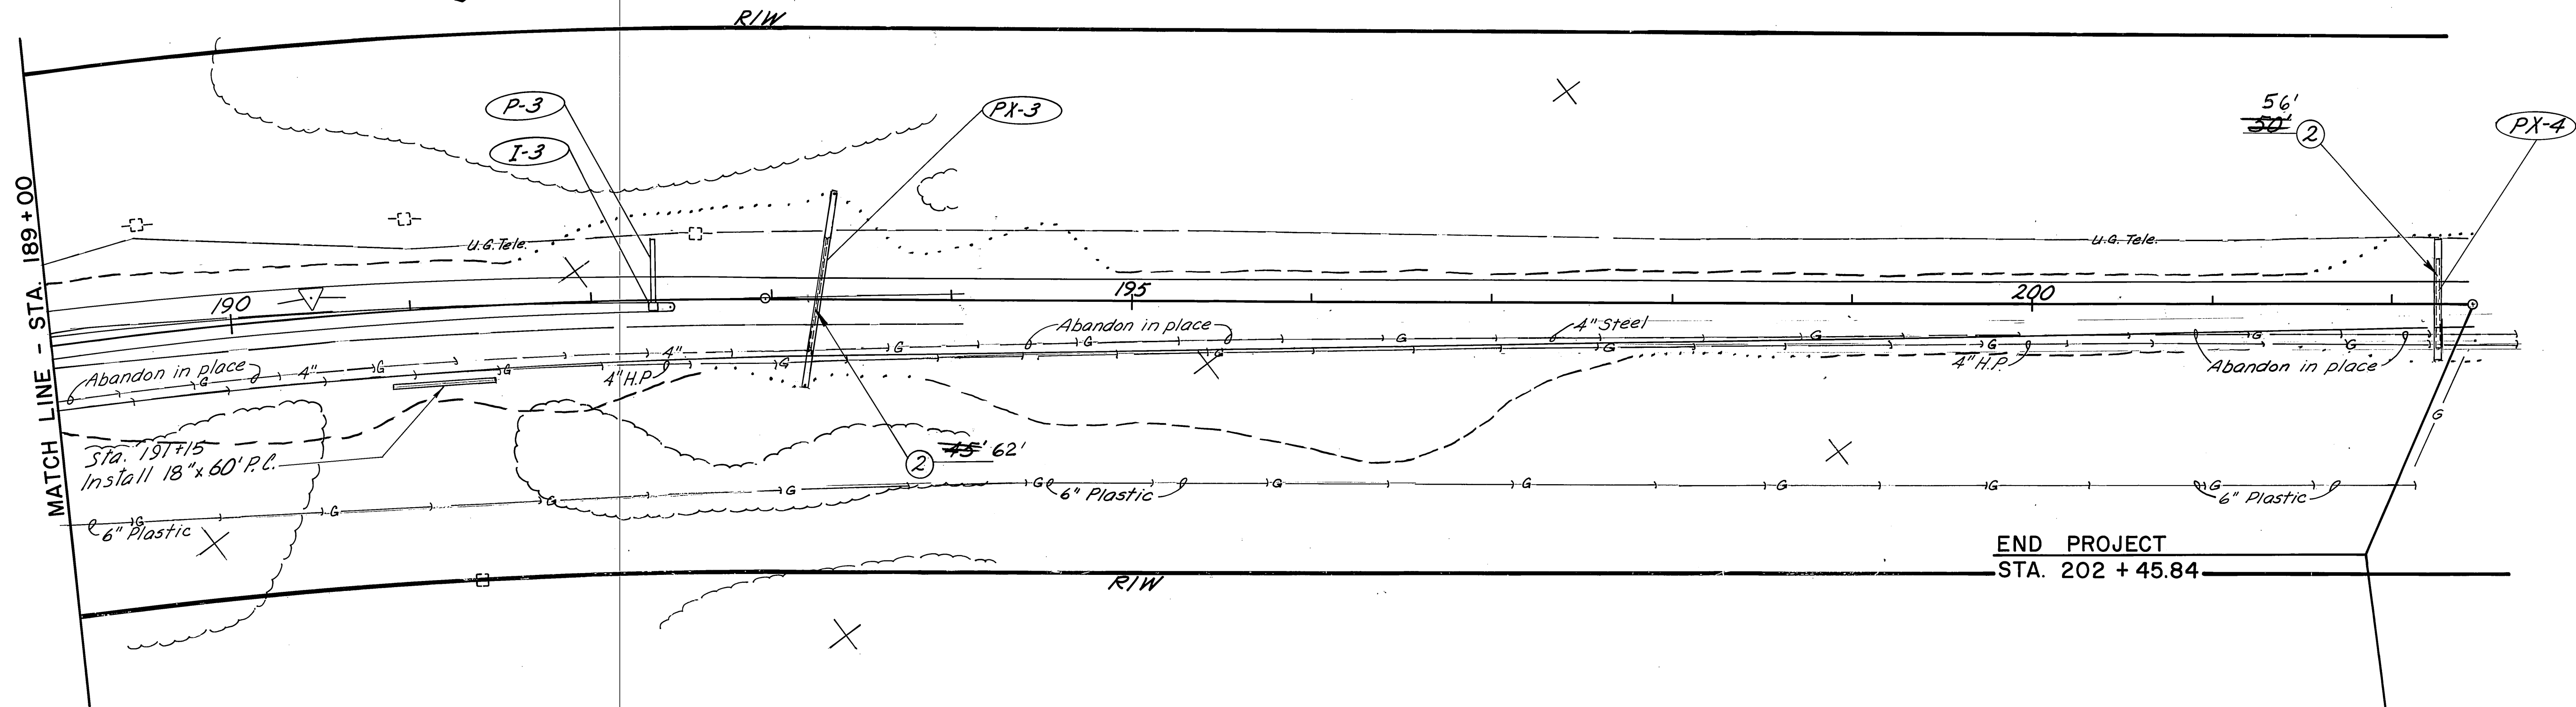 R/W
P-3
PX-3
I-3
56'
50'
2
PX-4
MATCH LINE - STA. 189+00
U.G. Tele.
U.G. Tele.
190
195
200
Abandon in place
4" Steel
G
G
G
G
G
G
4"
G
G
G
G
G
Abandon in place
G
4"
G
G
4" H.P.
4" H.P.
Abandon in place
G
Sta. 191+15
Install 18" x 60' P.C.
2
45' 62'
G
6" Plastic
G
G
G
G
6" Plastic
G
G
G
G
G
6" Plastic
END PROJECT
STA. 202 + 45.84
R/W